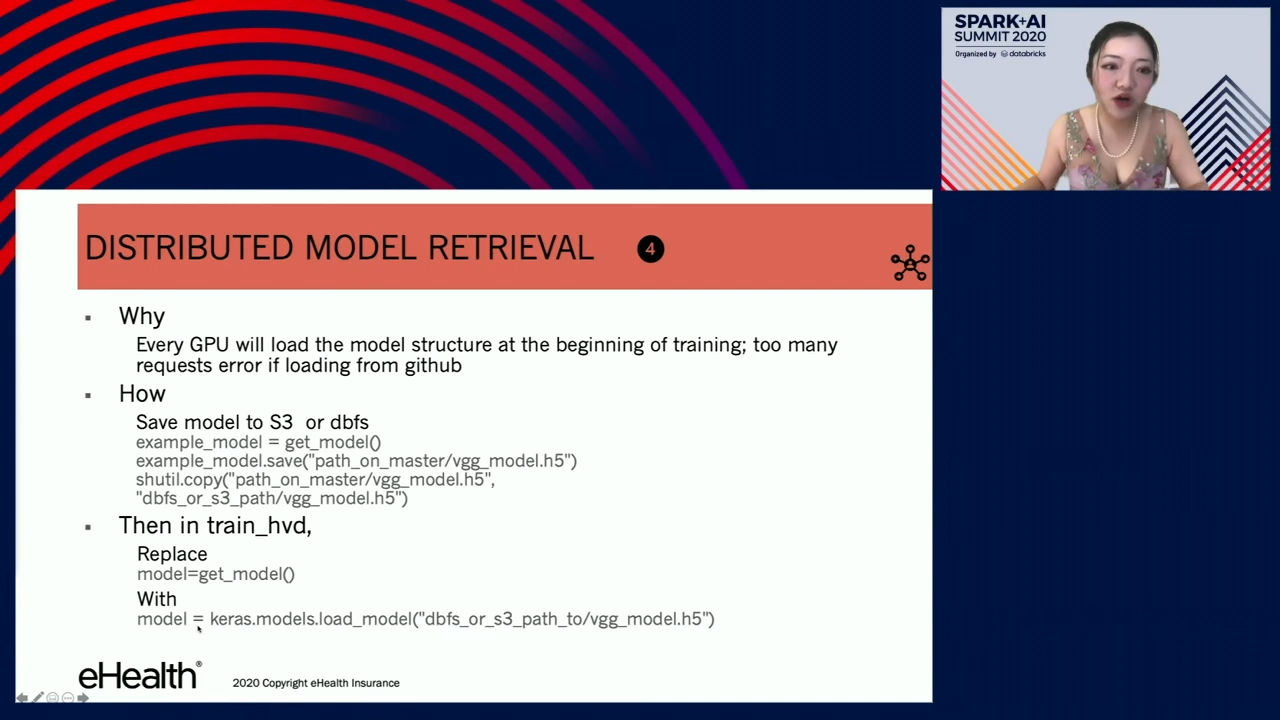 SPARK+AI
SUMMIT 2020
Organized by databricks
DISTRIBUTED MODEL RETRIEVAL 4
Why
Every GPU will load the model structure at the beginning of training; too many
requests error if loading from github
How
Save model to S3 or dbfs
example_model = get_model()
example_model.save("path_on_master/vgg_model.h5")
shutil.copy("path_on_master/vgg_model.h5",
"dbfs_or_s3_path/vgg_model.h5")
Then in train_hvd,
Replace
model=get_model()
With
model = keras.models.load_model("dbfs_or_s3_path_to/vgg_model.h5")
eHealth®
2020 Copyright eHealth Insurance